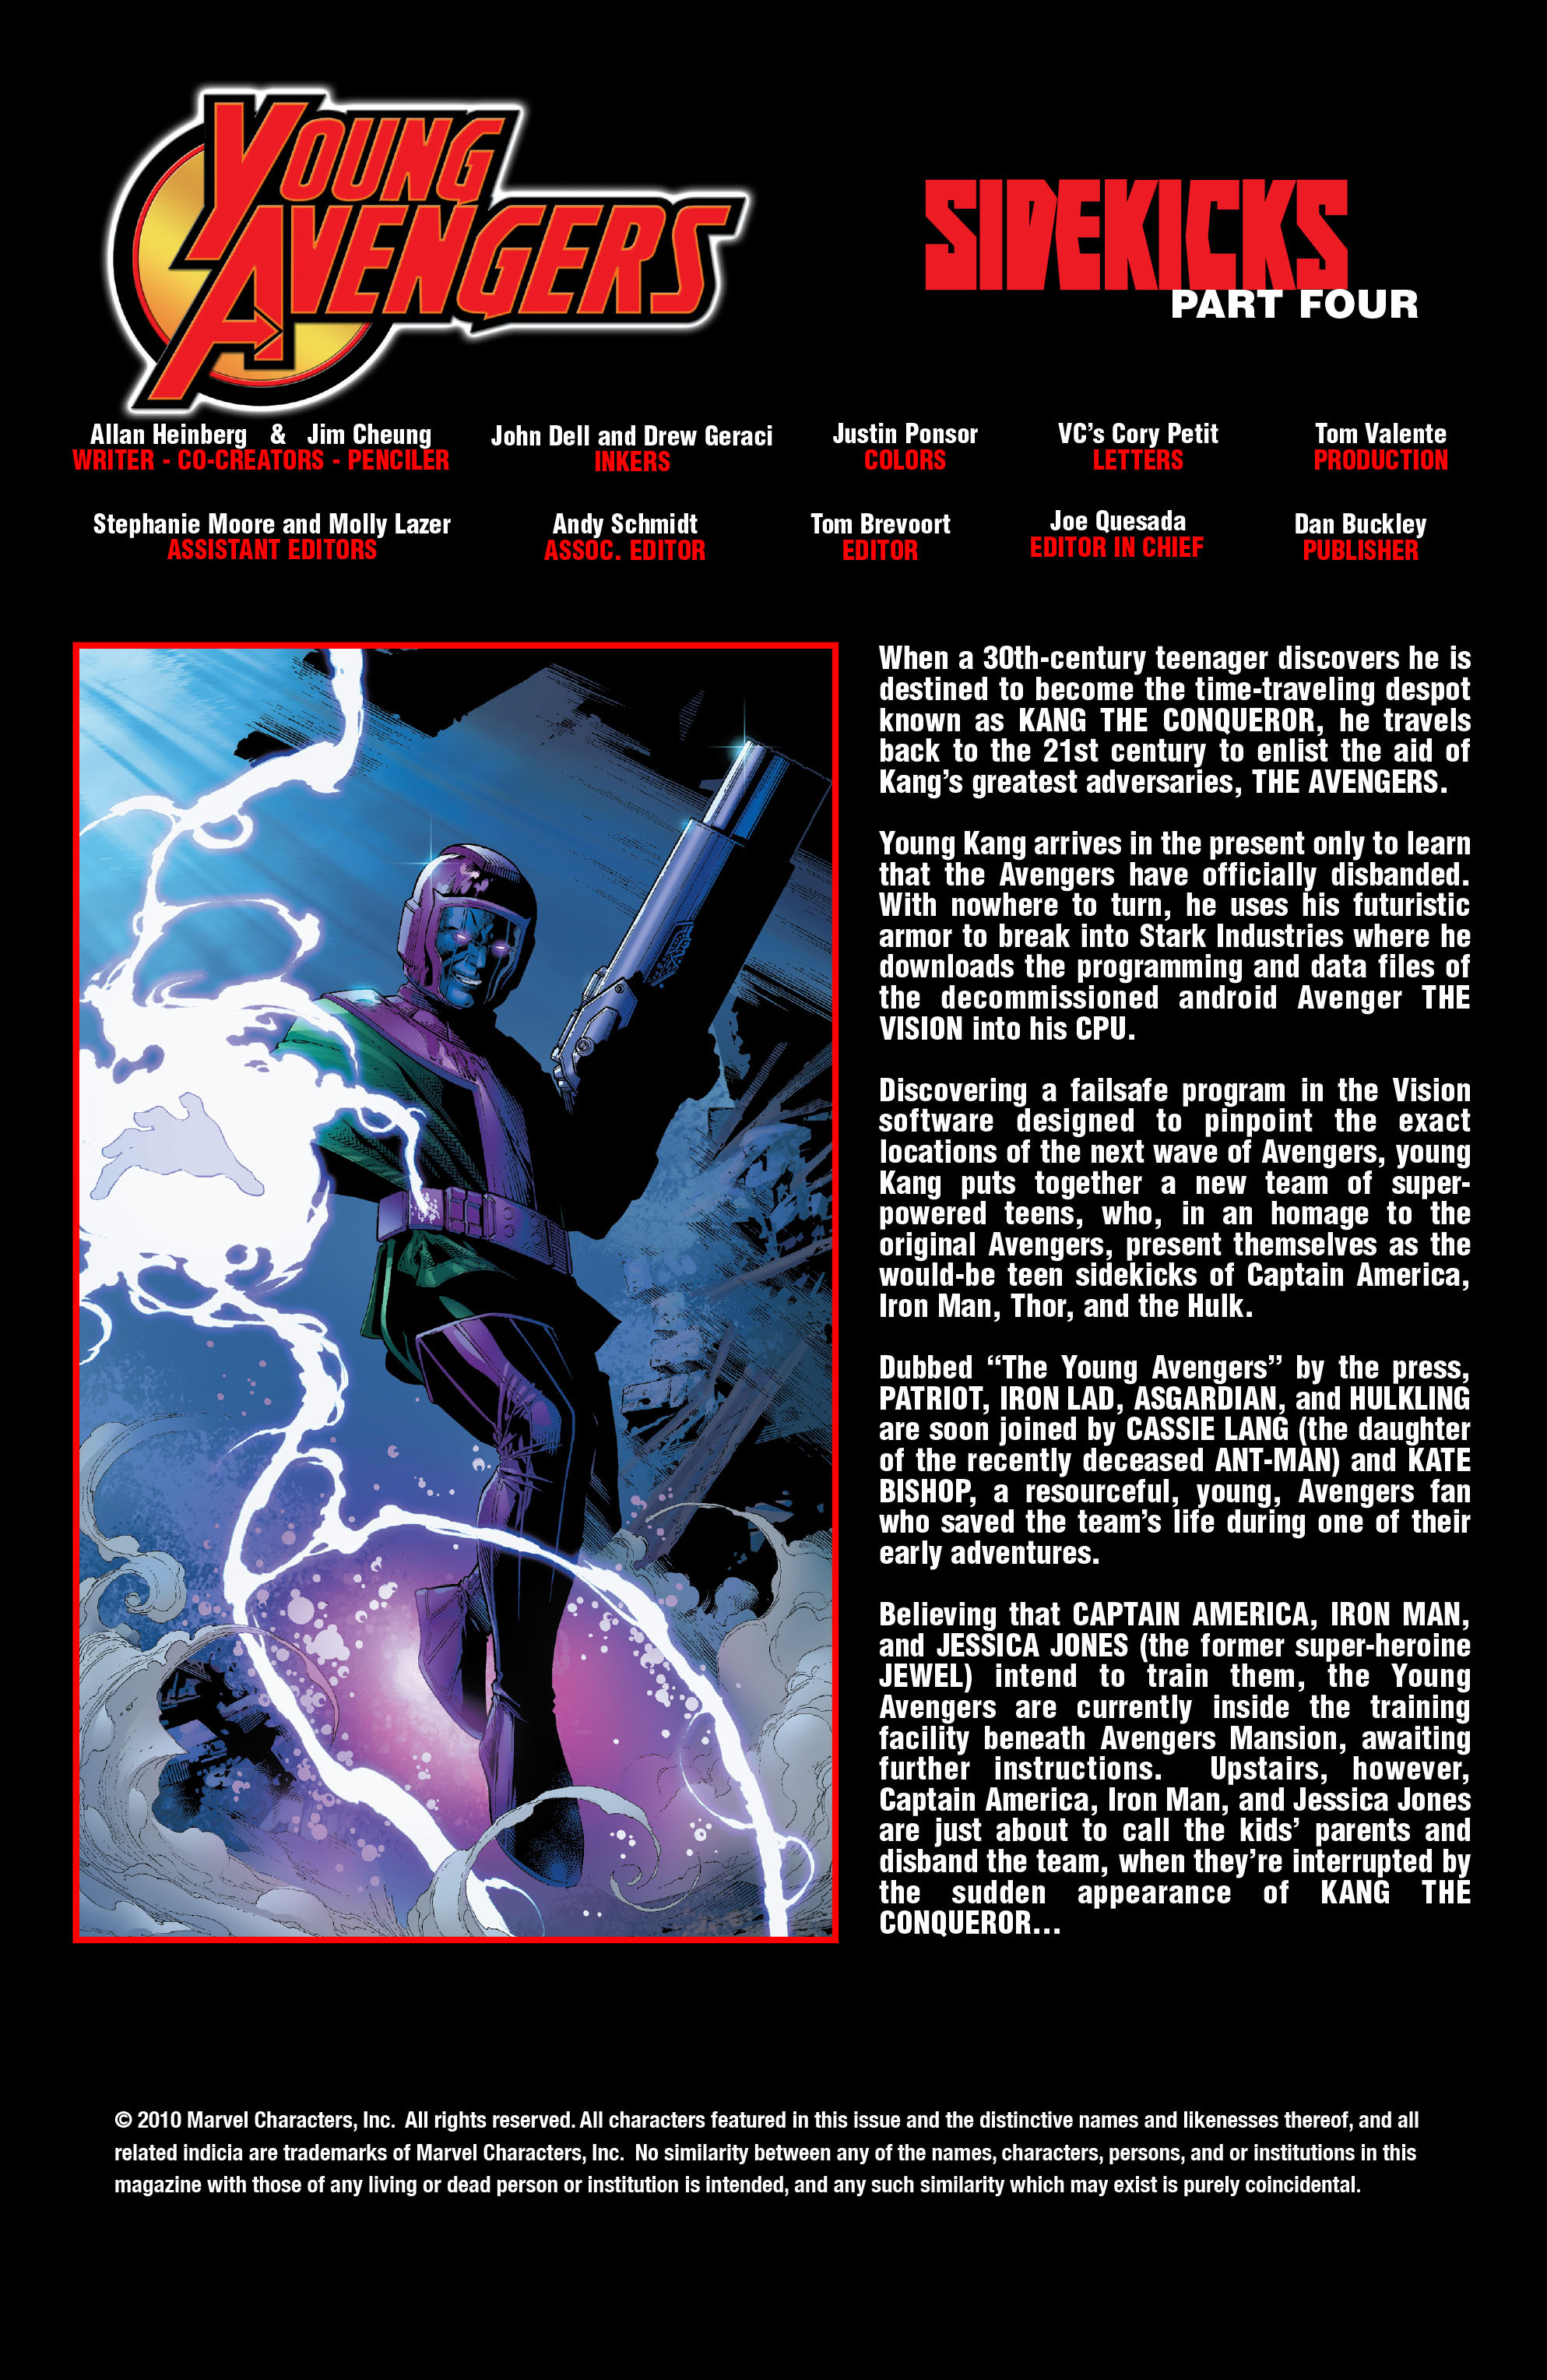 YOUNG
AVENGERS
SIDEKICKS
PART FOUR
Allan Heinberg & Jim Cheung
WRITER - CO-CREATORS - PENCILER
John Dell and Drew Geraci
INKERS
Justin Ponsor
COLORS
VC's Cory Petit
LETTERS
Tom Valente
PRODUCTION
Stephanie Moore and Molly Lazer
ASSISTANT EDITORS
Andy Schmidt
ASSOC. EDITOR
Tom Brevoort
EDITOR
Joe Quesada
EDITOR IN CHIEF
Dan Buckley
PUBLISHER
When a 30th-century teenager discovers he is
destined to become the time-traveling despot
known as KANG THE CONQUEROR, he travels
back to the 21st century to enlist the aid of
Kang's greatest adversaries, THE AVENGERS.
Young Kang arrives in the present only to learn
that the Avengers have officially disbanded.
With nowhere to turn, he uses his futuristic
armor to break into Stark Industries where he
downloads the programming and data files of
the decommissioned android Avenger THE
VISION into his CPU.
Discovering a failsafe program in the Vision
software designed to pinpoint the exact
locations of the next wave of Avengers, young
Kang puts together a new team of super-
powered teens, who, in an homage to the
original Avengers, present themselves as the
would-be teen sidekicks of Captain America,
Iron Man, Thor, and the Hulk.
Dubbed “The Young Avengers” by the press,
PATRIOT, IRON LAD, ASGARDIAN, and HULKLING
are soon joined by CASSIE LANG (the daughter
of the recently deceased ANT-MAN) and KATE
BISHOP, a resourceful, young, Avengers fan
who saved the team's life during one of their
early adventures.
Believing that CAPTAIN AMERICA, IRON MAN,
and JESSICA JONES (the former super-heroine
JEWEL) intend to train them, the Young
Avengers are currently inside the training
facility beneath Avengers Mansion, awaiting
further instructions. Upstairs, however,
Captain America, Iron Man, and Jessica Jones
are just about to call the kids' parents and
disband the team, when they're interrupted by
the sudden appearance of KANG THE
CONQUEROR...
© 2010 Marvel Characters, Inc. All rights reserved. All characters featured in this issue and the distinctive names and likenesses thereof, and all
related indicia are trademarks of Marvel Characters, Inc. No similarity between any of the names, characters, persons, and or institutions in this
magazine with those of any living or dead person or institution is intended, and any such similarity which may exist is purely coincidental.